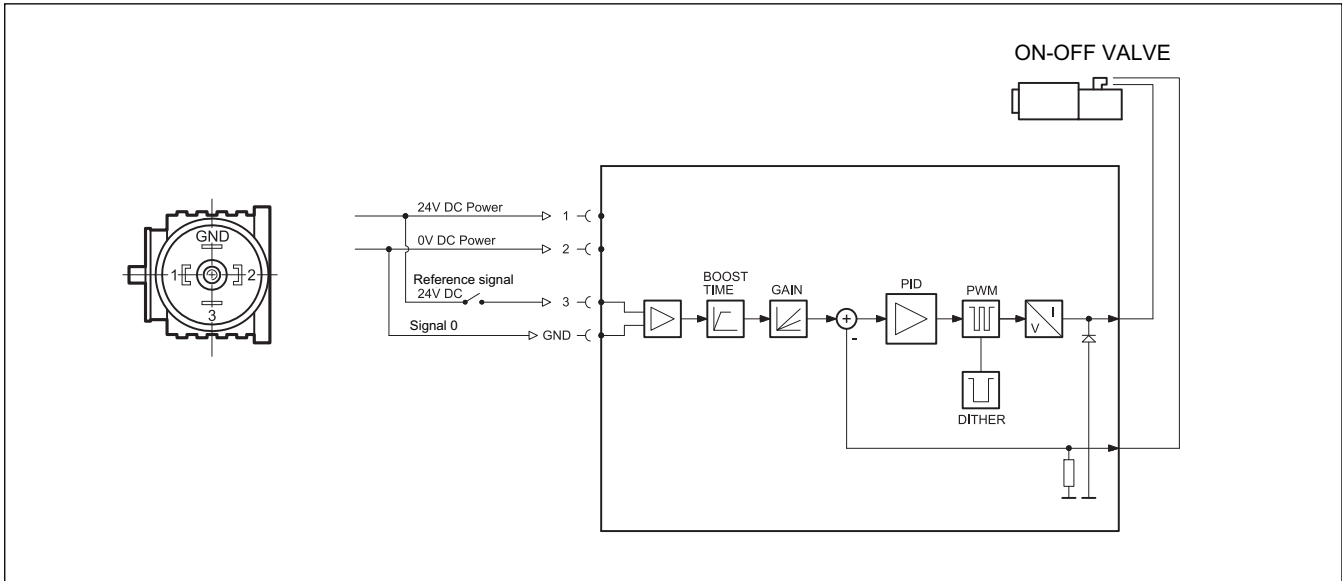 ON-OFF VALVE
GND
1
2
3
24V DC Power
1
0V DC Power
2
Reference signal
24V DC
3
Signal 0
GND
BOOST
TIME
GAIN
+
-
PID
PWM
V
I
DITHER